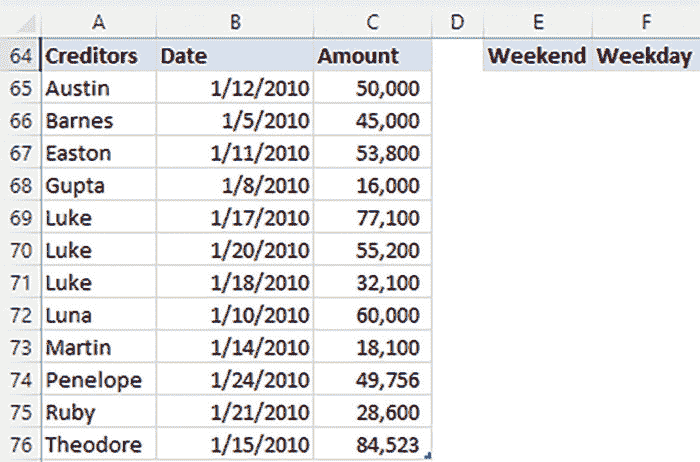 A B C D E F
64 Creditors Date Amount Weekend Weekday
65 Austin 1/12/2010 50,000
66 Barnes 1/5/2010 45,000
67 Easton 1/11/2010 53,800
68 Gupta 1/8/2010 16,000
69 Luke 1/17/2010 77,100
70 Luke 1/20/2010 55,200
71 Luke 1/18/2010 32,100
72 Luna 1/10/2010 60,000
73 Martin 1/14/2010 18,100
74 Penelope 1/24/2010 49,756
75 Ruby 1/21/2010 28,600
76 Theodore 1/15/2010 84,523